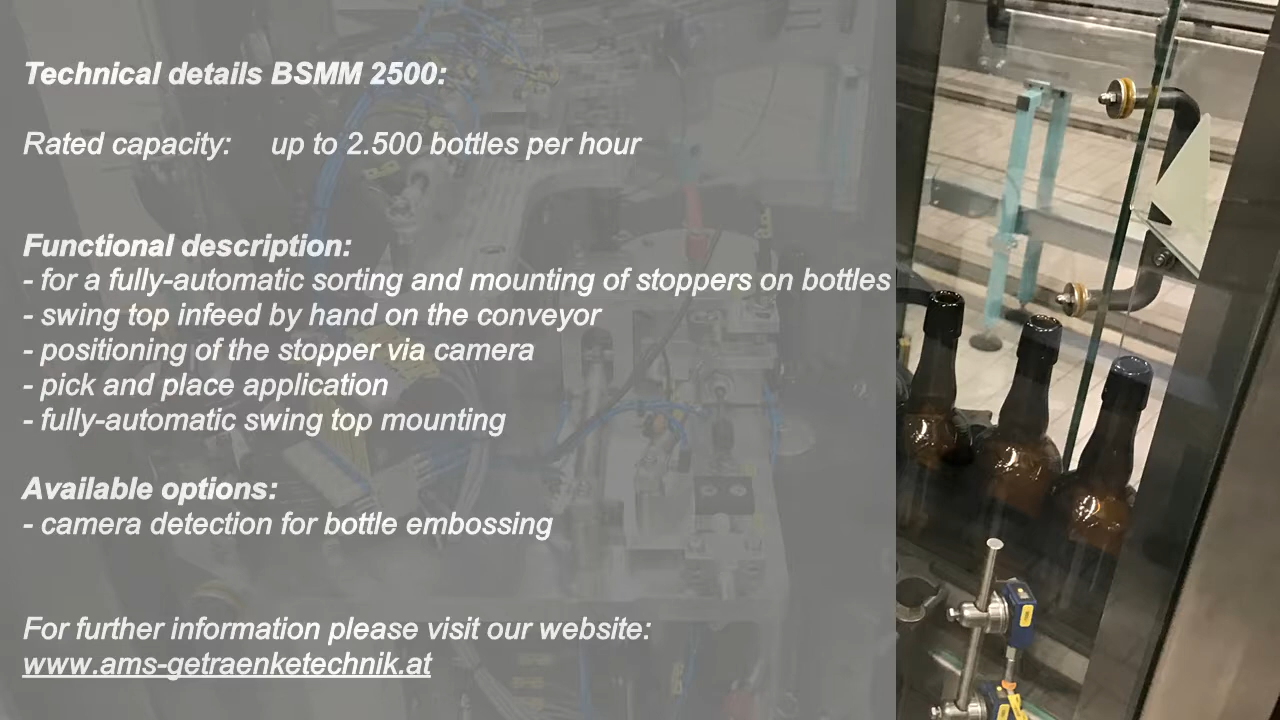 Technical details BSMM 2500:
Rated capacity: up to 2.500 bottles per hour
Functional description:
- for a fully-automatic sorting and mounting of stoppers on bottles
- swing top infeed by hand on the conveyor
- positioning of the stopper via camera
- pick and place application
- fully-automatic swing top mounting
Available options:
- camera detection for bottle embossing
For further information please visit our website:
www.ams-getraenketechnik.at